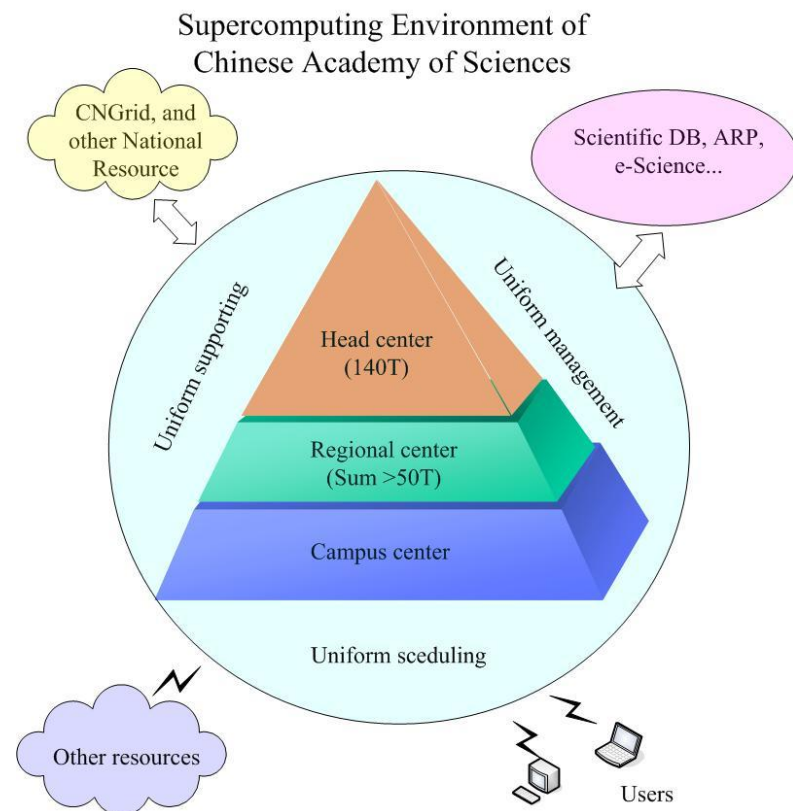 Supercomputing Environment of
Chinese Academy of Sciences
CNGrid, and
other National
Resource
Scientific DB, ARP,
e-Science...
Uniform supporting
Uniform management
Head center
(140T)
Regional center
(Sum >50T)
Campus center
Uniform sceduling
Other resources
Users